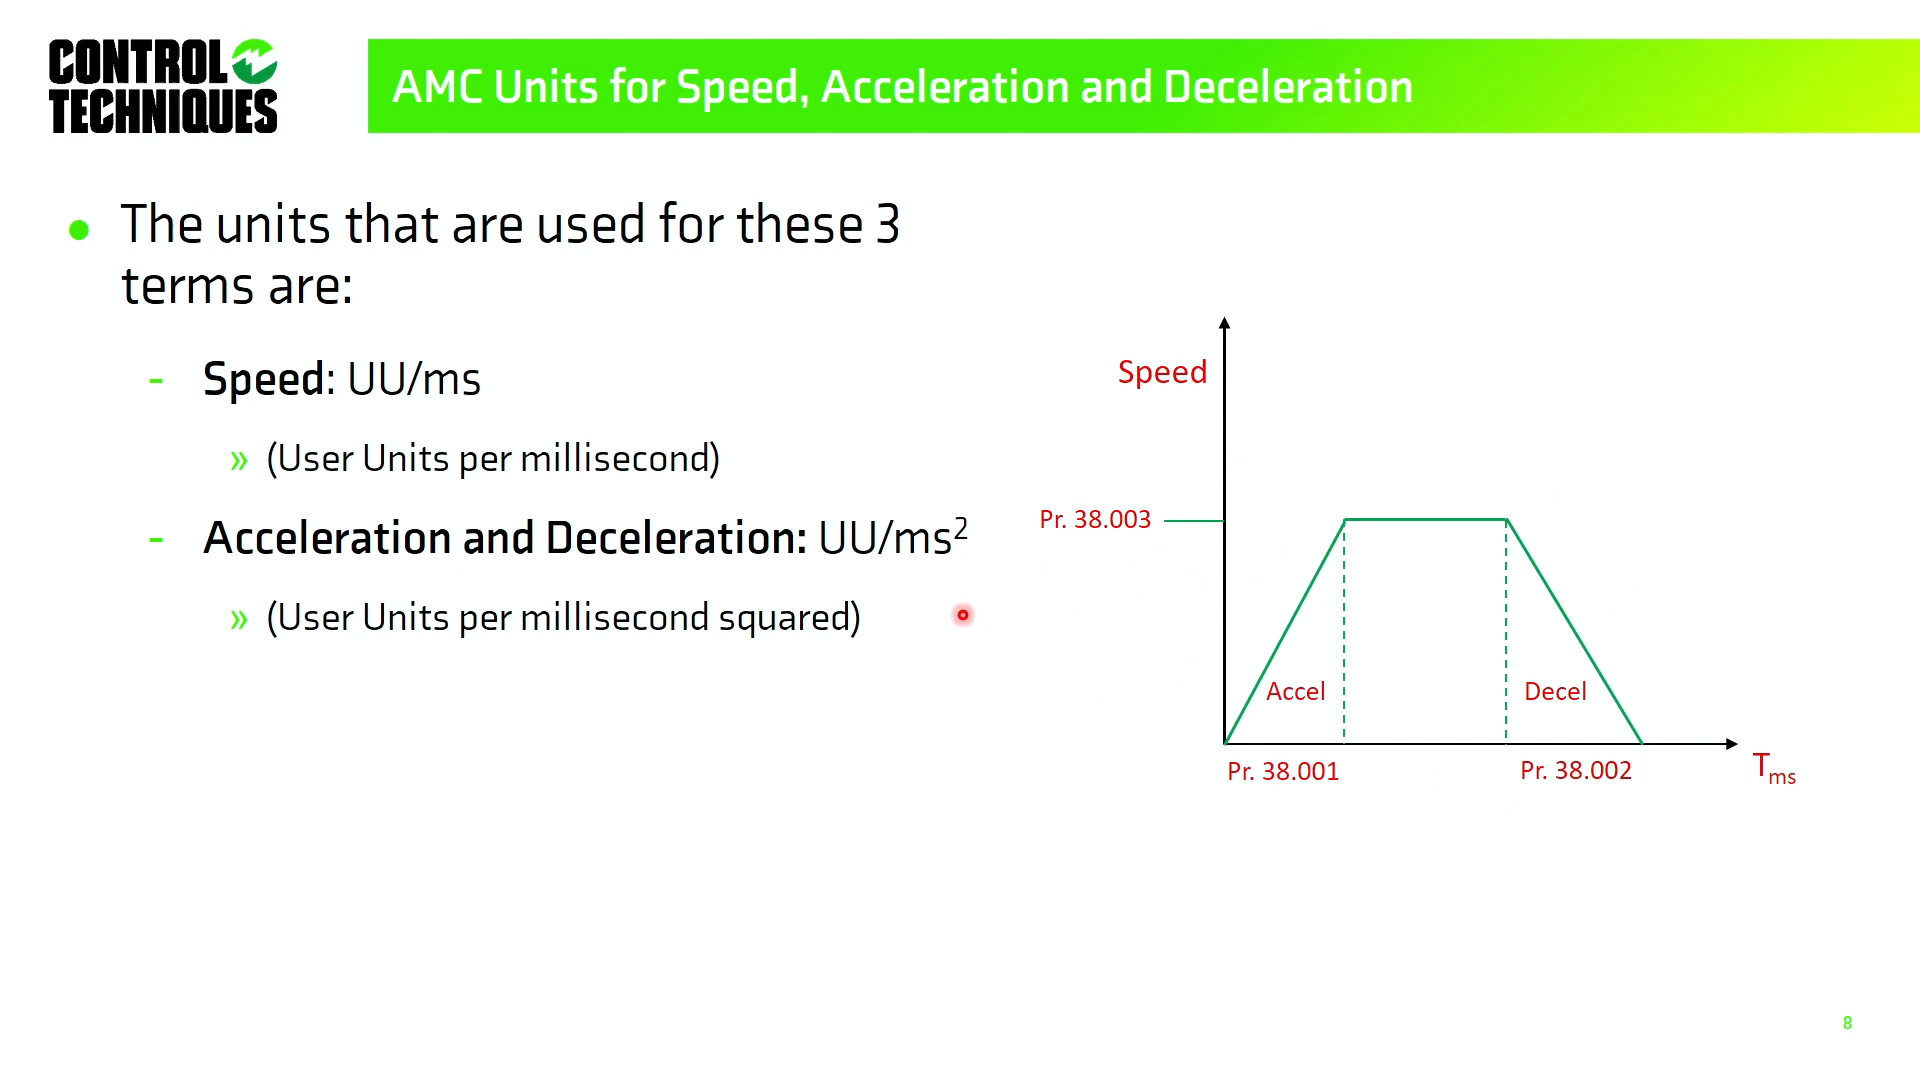 CONTROL
TECHNIQUES
AMC Units for Speed, Acceleration and Deceleration
● The units that are used for these 3
terms are:
- Speed: UU/ms
» (User Units per millisecond)
- Acceleration and Deceleration: UU/ms²
» (User Units per millisecond squared)
Speed
Pr. 38.003
Accel
Decel
Pr. 38.001
Pr. 38.002
Tms
8